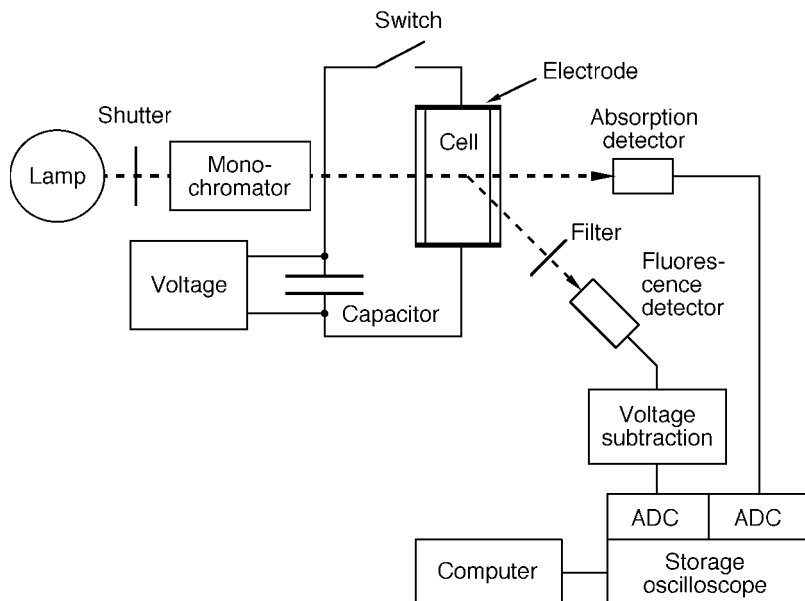 Switch
Electrode
Shutter
Absorption
detector
Lamp
Mono-
chromator
Cell
Filter
Voltage
Capacitor
Fluores-
cence
detector
Voltage
subtraction
ADC
ADC
Computer
Storage
oscilloscope